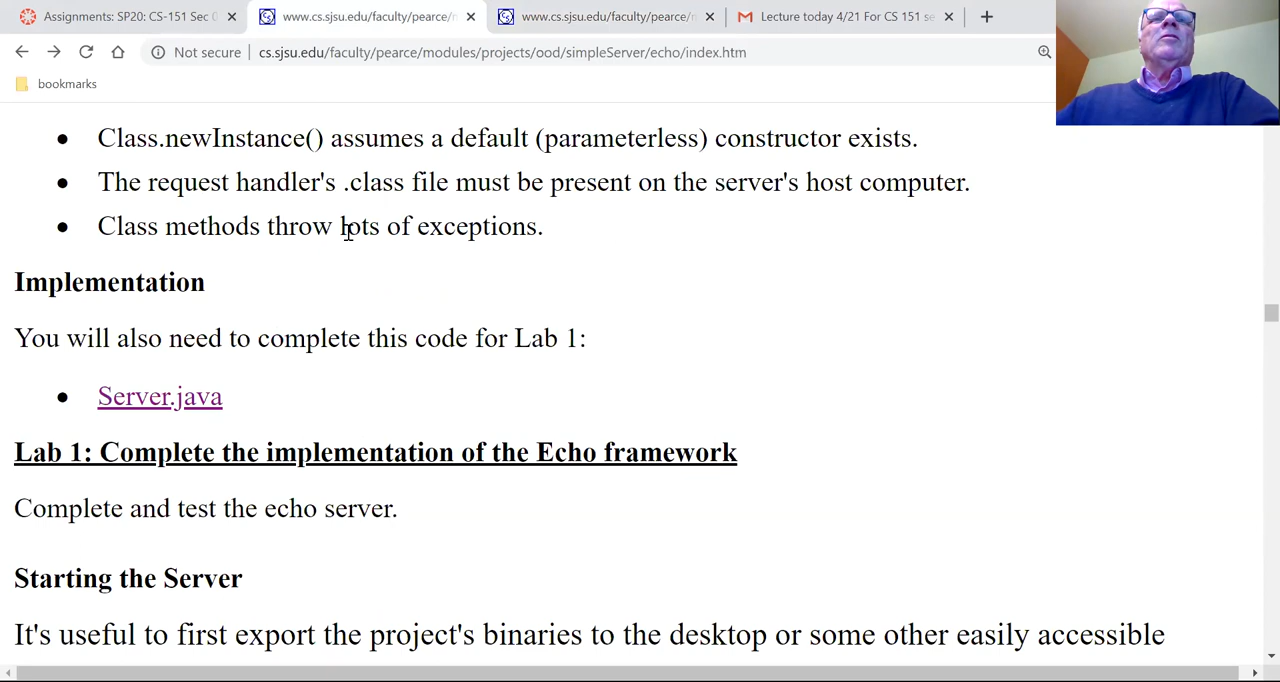 Assignments: SP20: CS-151 Sec 0
www.cs.sjsu.edu/faculty/pearce/
www.cs.sjsu.edu/faculty/pearce/
Lecture today 4/21 For CS 151 se
Not secure
cs.sjsu.edu/faculty/pearce/modules/projects/ood/simpleServer/echo/index.htm
bookmarks
• Class.newInstance() assumes a default (parameterless) constructor exists.
• The request handler's .class file must be present on the server's host computer.
• Class methods throw lots of exceptions.
Implementation
You will also need to complete this code for Lab 1:
• Server.java
Lab 1: Complete the implementation of the Echo framework
Complete and test the echo server.
Starting the Server
It's useful to first export the project's binaries to the desktop or some other easily accessible